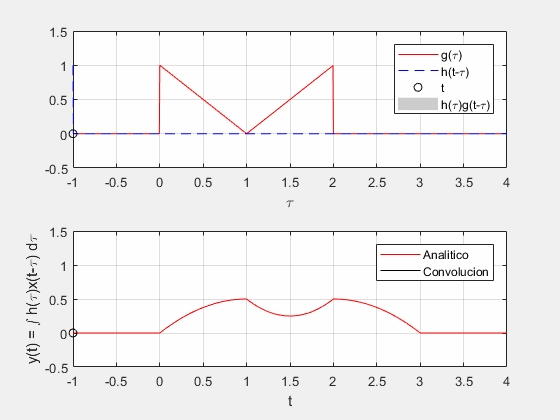 1.5
1
0.5
0
-0.5
-1 -0.5 0 0.5 1 1.5 2 2.5 3 3.5 4
τ
g(τ)
h(t-τ)
t
h(τ)g(t-τ)
y(t) = ∫ h(τ)x(t-τ) dτ
1.5
1
0.5
0
-0.5
-1 -0.5 0 0.5 1 1.5 2 2.5 3 3.5 4
t
Analitico
Convolucion